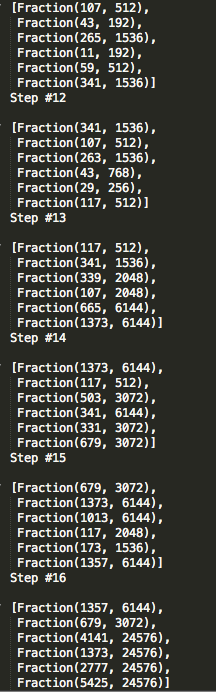 [Fraction(107, 512),
Fraction(43, 192),
Fraction(265, 1536),
Fraction(11, 192),
Fraction(59, 512),
Fraction(341, 1536)]
Step #12
[Fraction(341, 1536),
Fraction(107, 512),
Fraction(263, 1536),
Fraction(43, 768),
Fraction(29, 256),
Fraction(117, 512)]
Step #13
[Fraction(117, 512),
Fraction(341, 1536),
Fraction(339, 2048),
Fraction(107, 2048),
Fraction(665, 6144),
Fraction(1373, 6144)]
Step #14
[Fraction(1373, 6144),
Fraction(117, 512),
Fraction(503, 3072),
Fraction(341, 6144),
Fraction(331, 3072),
Fraction(679, 3072)]
Step #15
[Fraction(679, 3072),
Fraction(1373, 6144),
Fraction(1013, 6144),
Fraction(117, 2048),
Fraction(173, 1536),
Fraction(1357, 6144)]
Step #16
[Fraction(1357, 6144),
Fraction(679, 3072),
Fraction(4141, 24576),
Fraction(1373, 24576),
Fraction(2777, 24576),
Fraction(5425, 24576)]